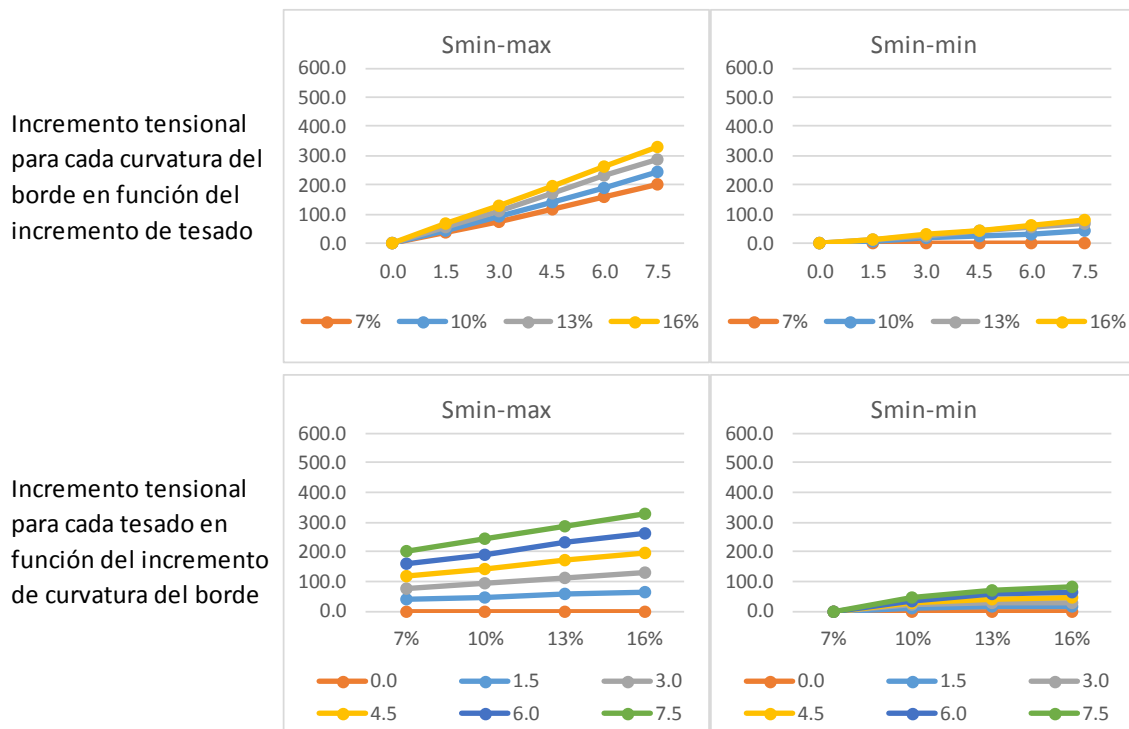 Incremento tensional
para cada curvatura del
borde en función del
incremento de tesado
Smin-max
600.0
500.0
400.0
300.0
200.0
100.0
0.0
0.0 1.5 3.0 4.5 6.0 7.5
7% 10% 13% 16%
Smin-min
600.0
500.0
400.0
300.0
200.0
100.0
0.0
0.0 1.5 3.0 4.5 6.0 7.5
7% 10% 13% 16%
Incremento tensional
para cada tesado en
función del incremento
de curvatura del borde
Smin-max
600.0
500.0
400.0
300.0
200.0
100.0
0.0
7% 10% 13% 16%
0.0 1.5 3.0
4.5 6.0 7.5
Smin-min
600.0
500.0
400.0
300.0
200.0
100.0
0.0
7% 10% 13% 16%
0.0 1.5 3.0
4.5 6.0 7.5